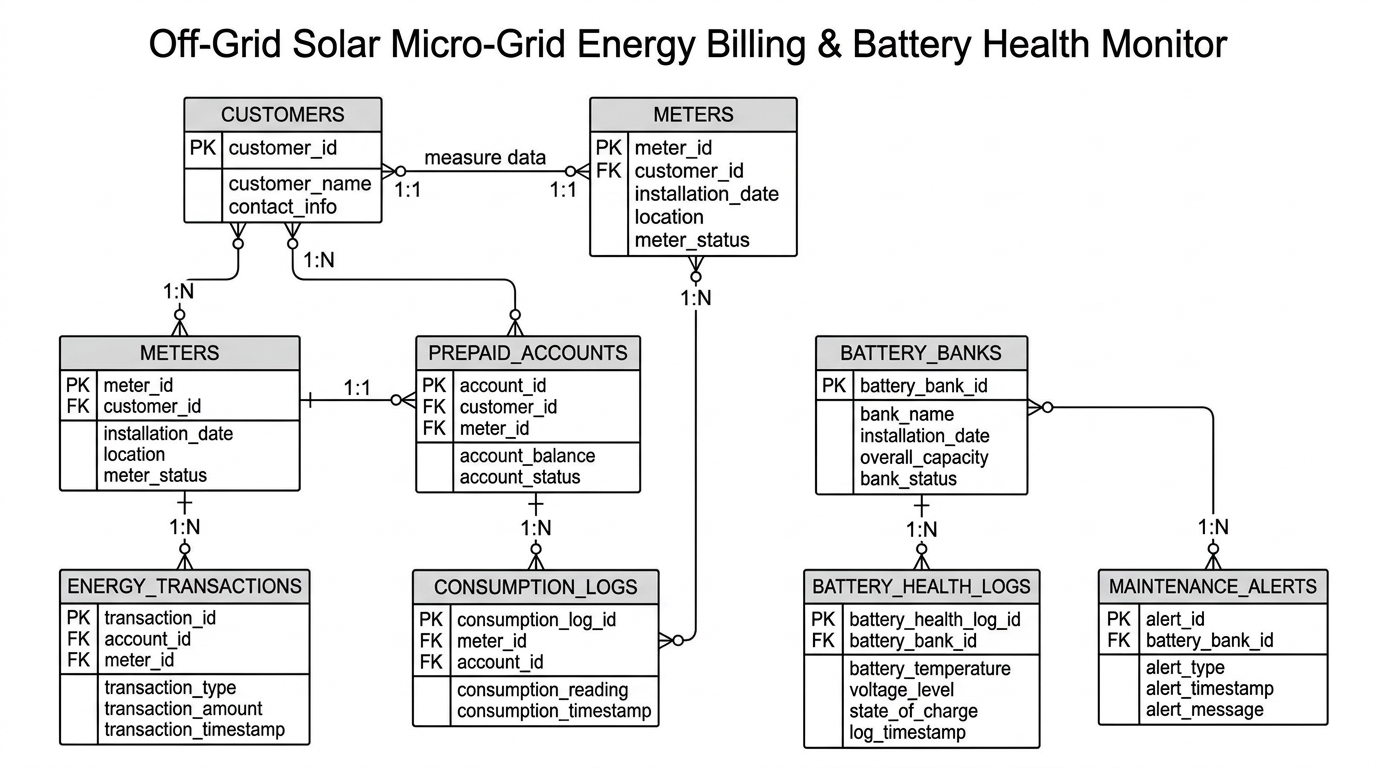 Off-Grid Solar Micro-Grid Energy Billing & Battery Health Monitor
CUSTOMERS
PK customer_id
customer_name
contact_info
measure data
1:1
1:1
METERS
PK meter_id
FK customer_id
installation_date
location
meter_status
1:N
1:N
1:N
METERS
PK meter_id
FK customer_id
installation_date
location
meter_status
1:1
PREPAID_ACCOUNTS
PK account_id
FK customer_id
FK meter_id
account_balance
account_status
BATTERY_BANKS
PK battery_bank_id
bank_name
installation_date
overall_capacity
bank_status
1:N
1:N
1:N
1:N
ENERGY_TRANSACTIONS
PK transaction_id
FK account_id
FK meter_id
transaction_type
transaction_amount
transaction_timestamp
CONSUMPTION_LOGS
PK consumption_log_id
FK meter_id
FK account_id
consumption_reading
consumption_timestamp
BATTERY_HEALTH_LOGS
PK battery_health_log_id
FK battery_bank_id
battery_temperature
voltage_level
state_of_charge
log_timestamp
MAINTENANCE_ALERTS
PK alert_id
FK battery_bank_id
alert_type
alert_timestamp
alert_message